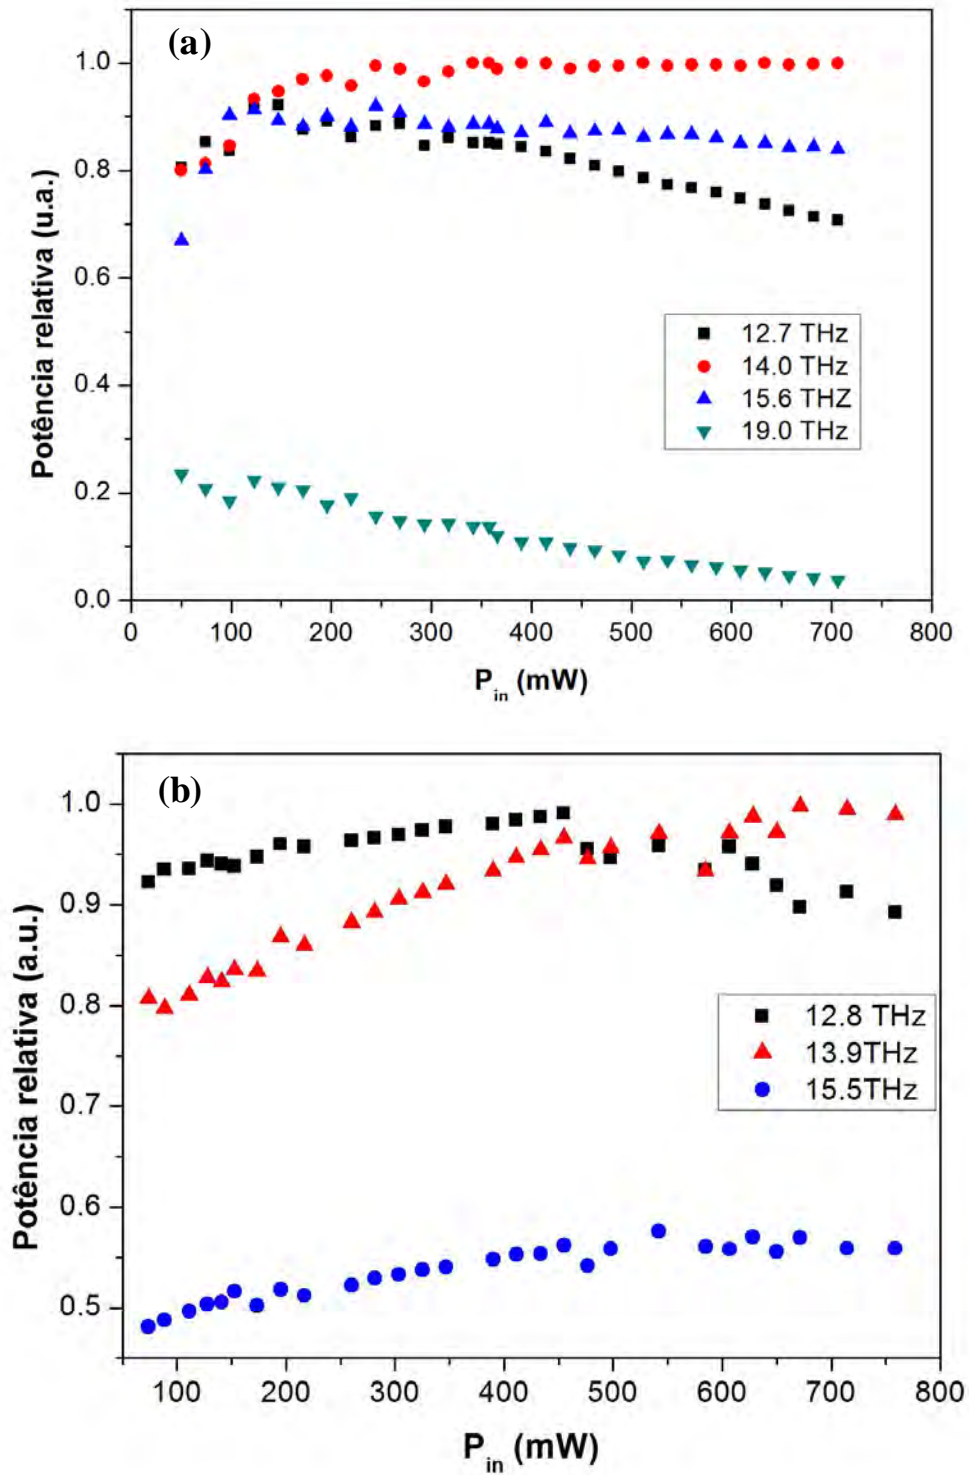 (a)
1.0
0.8
0.6
0.4
0.2
0.0
Potência relativa (u.a.)
12.7 THz
14.0 THz
15.6 THZ
19.0 THz
0 100 200 300 400 500 600 700 800
P_in (mW)
(b)
1.0
0.9
0.8
0.7
0.6
0.5
Potência relativa (a.u.)
12.8 THz
13.9THz
15.5THz
100 200 300 400 500 600 700 800
P_in (mW)